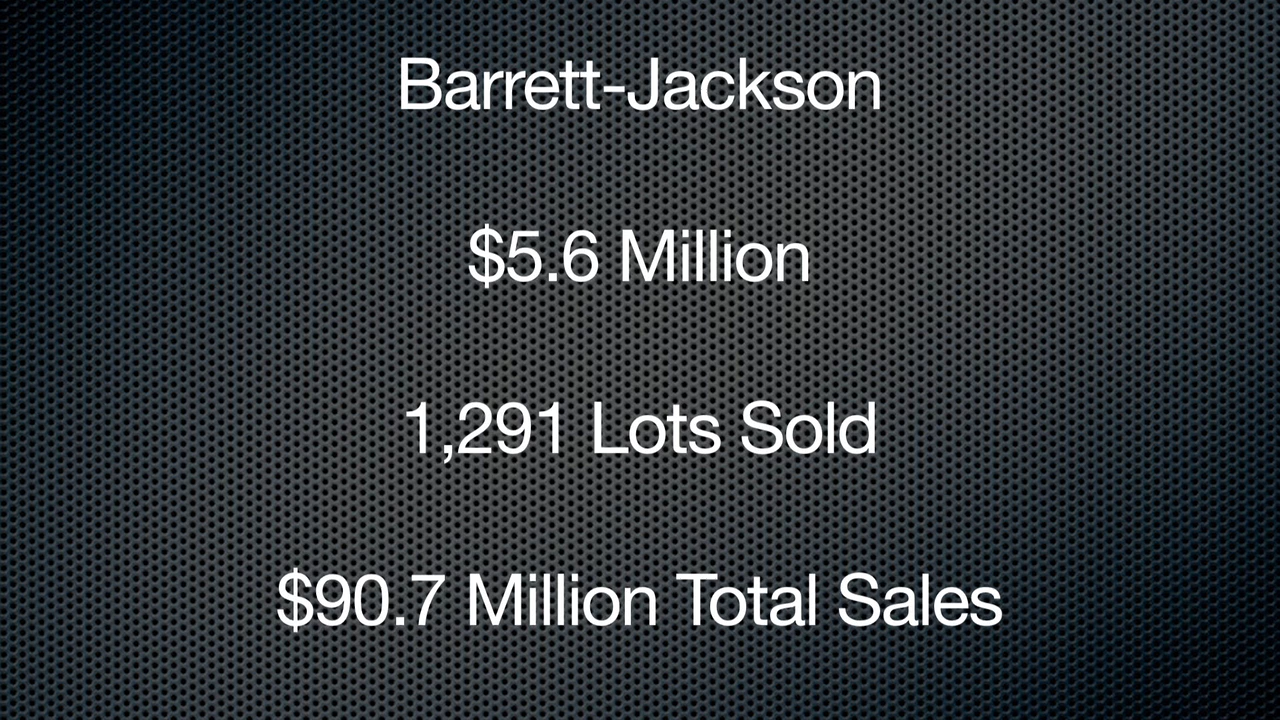 Barrett-Jackson
$5.6 Million
1,291 Lots Sold
$90.7 Million Total Sales